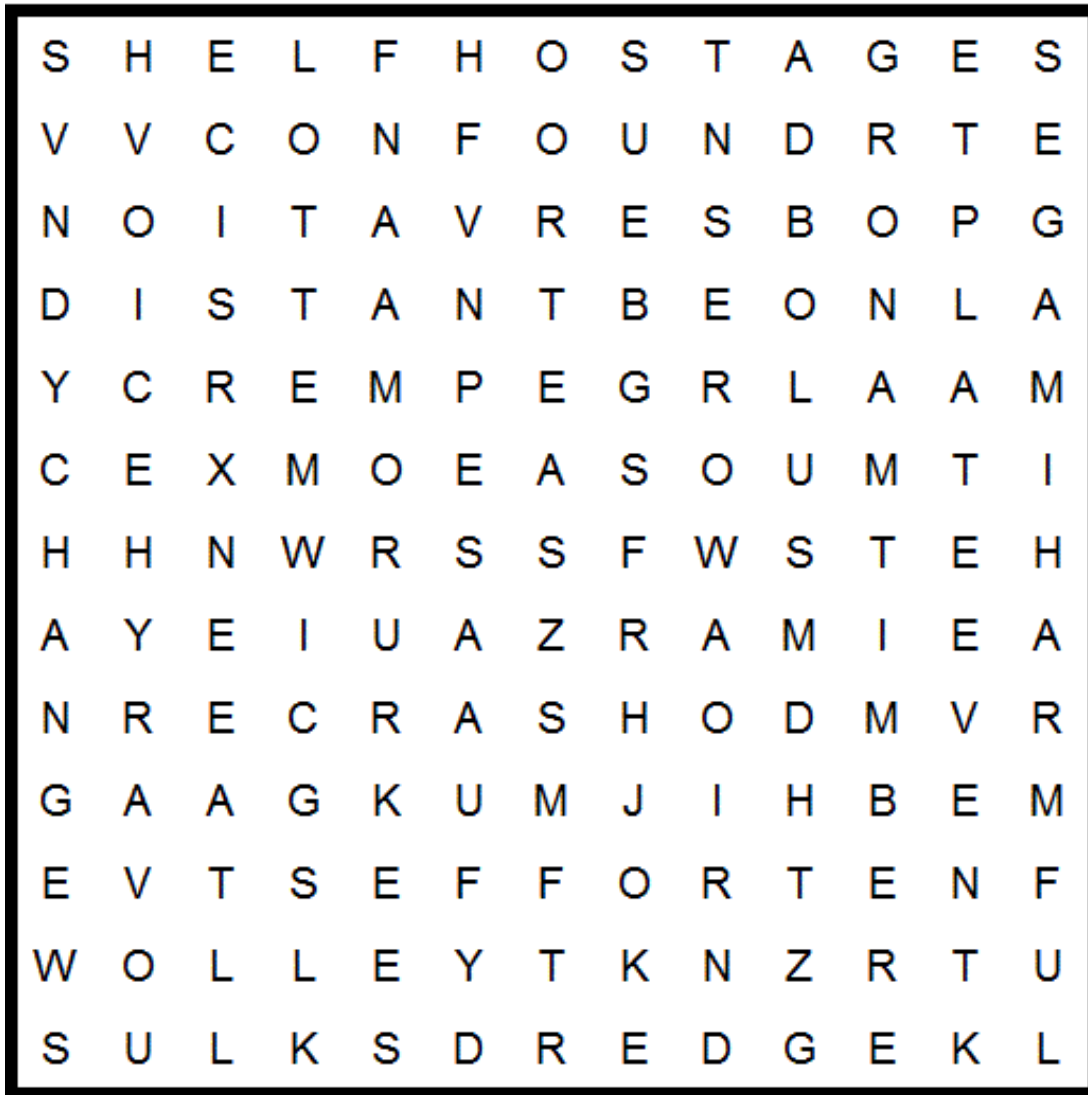 S H E L F H O S T A G E S
V V C O N F O U N D R T E
N O I T A V R E S B O P G
D I S T A N T B E O N L A
Y C R E M P E G R L A A M
C E X M O E A S O U M T I
H H N W R S S F W S T E H
A Y E I U A Z R A M I E A
N R E C R A S H O D M V R
G A A G K U M J I H B E M
E V T S E F F O R T E N F
W O L L E Y T K N Z R T U
S U L K S D R E D G E K L